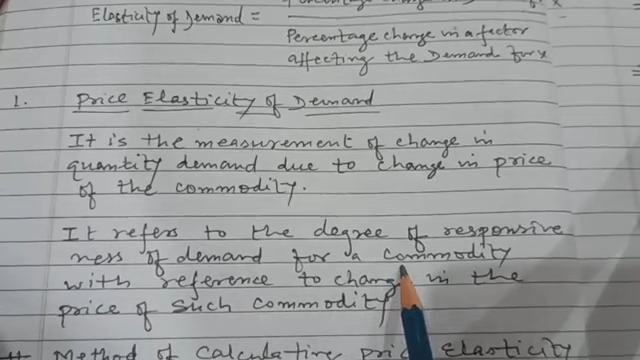 Elasticity of Demand =
Percentage change in a factor
affecting the Demand for x
1. Price Elasticity of Demand
It is the measurement of change in
quantity demand due to change in price
of the commodity.
It refers to the degree of responsive
ness of demand for a commodity
with reference to change in the
price of such commodity
Method of Calculating price elasticity